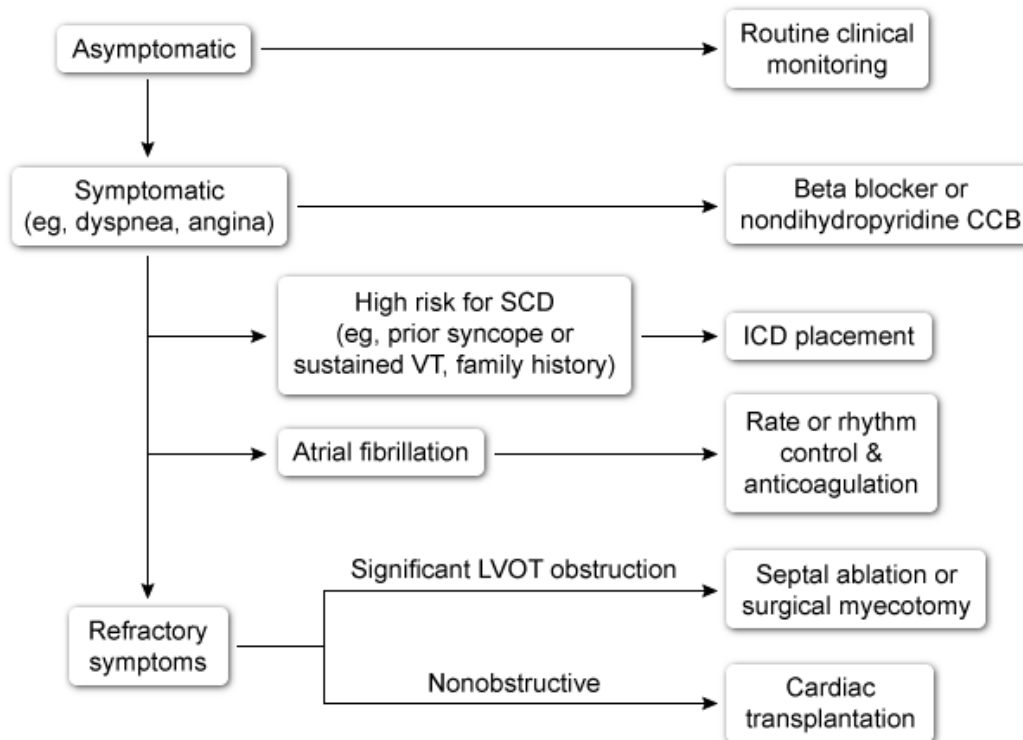 Asymptomatic
Routine clinical
monitoring
Symptomatic
(eg, dyspnea, angina)
Beta blocker or
nondihydropyridine CCB
High risk for SCD
(eg, prior syncope or
sustained VT, family history)
ICD placement
Atrial fibrillation
Rate or rhythm
control &
anticoagulation
Refractory
symptoms
Significant LVOT obstruction
Septal ablation or
surgical myecotomy
Nonobstructive
Cardiac
transplantation